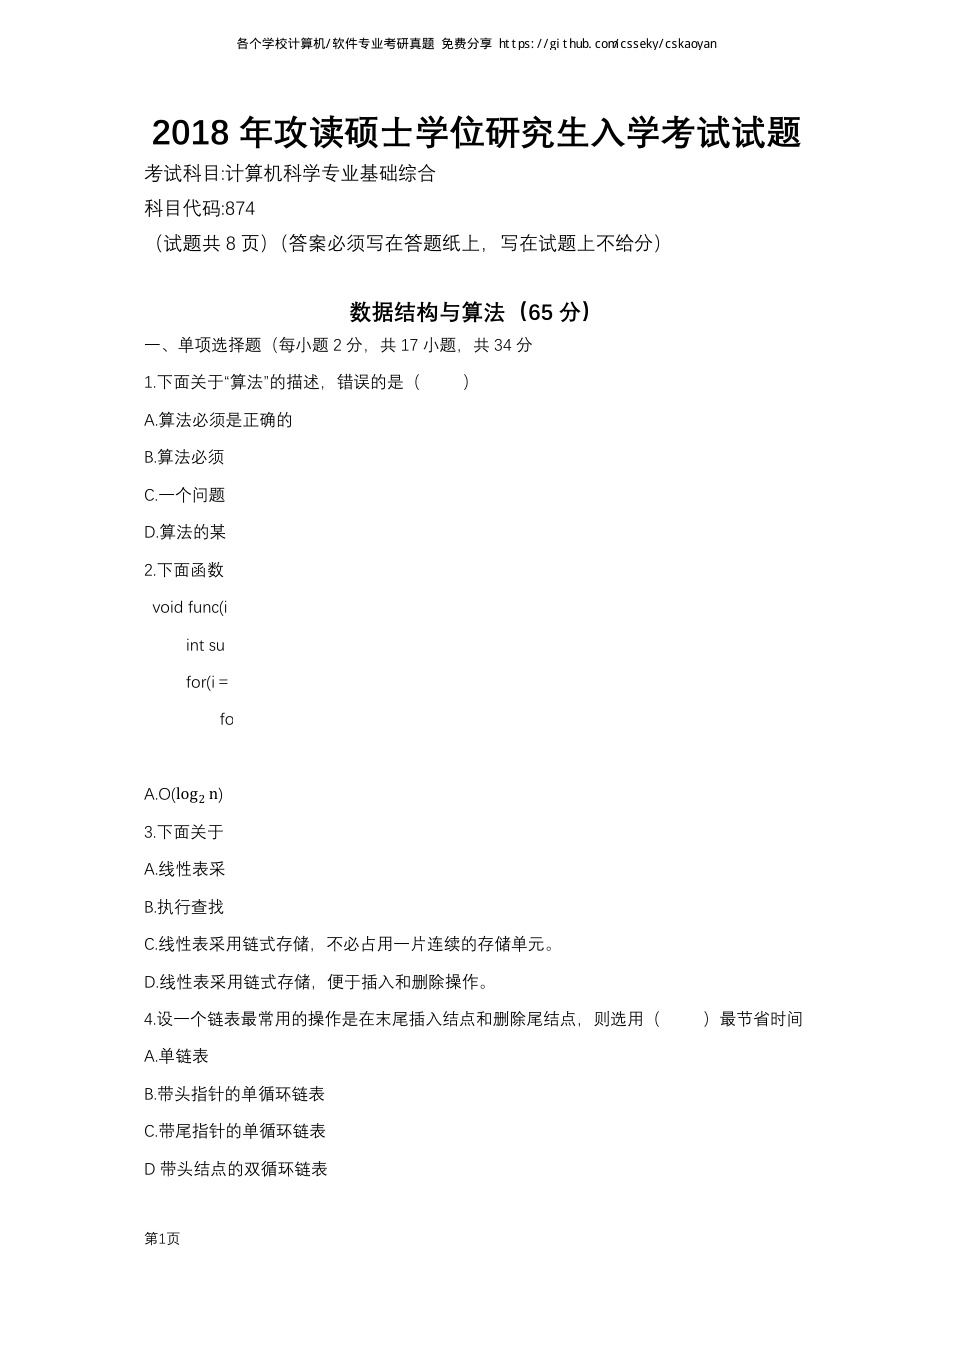 各个学校计算机/软件专业考研真题 免费分享 https://github.com/csseky/cskaoyan
2018 年攻读硕士学位研究生入学考试试题
考试科目:计算机科学专业基础综合
科目代码:874
（试题共 8 页）（答案必须写在答题纸上，写在试题上不给分）
数据结构与算法（65 分）
一、单项选择题（每小题 2 分，共 17 小题，共 34 分
1.下面关于“算法”的描述，错误的是（ ）
A.算法必须是正确的
B.算法必须
C.一个问题
D.算法的某
2.下面函数
void func(i
int su
for(i =
fo
A.O(log₂ n)
3.下面关于
A.线性表采
B.执行查找
C.线性表采用链式存储，不必占用一片连续的存储单元。
D.线性表采用链式存储，便于插入和删除操作。
4.设一个链表最常用的操作是在末尾插入结点和删除尾结点，则选用（ ）最节省时间
A.单链表
B.带头指针的单循环链表
C.带尾指针的单循环链表
D 带头结点的双循环链表
第1页